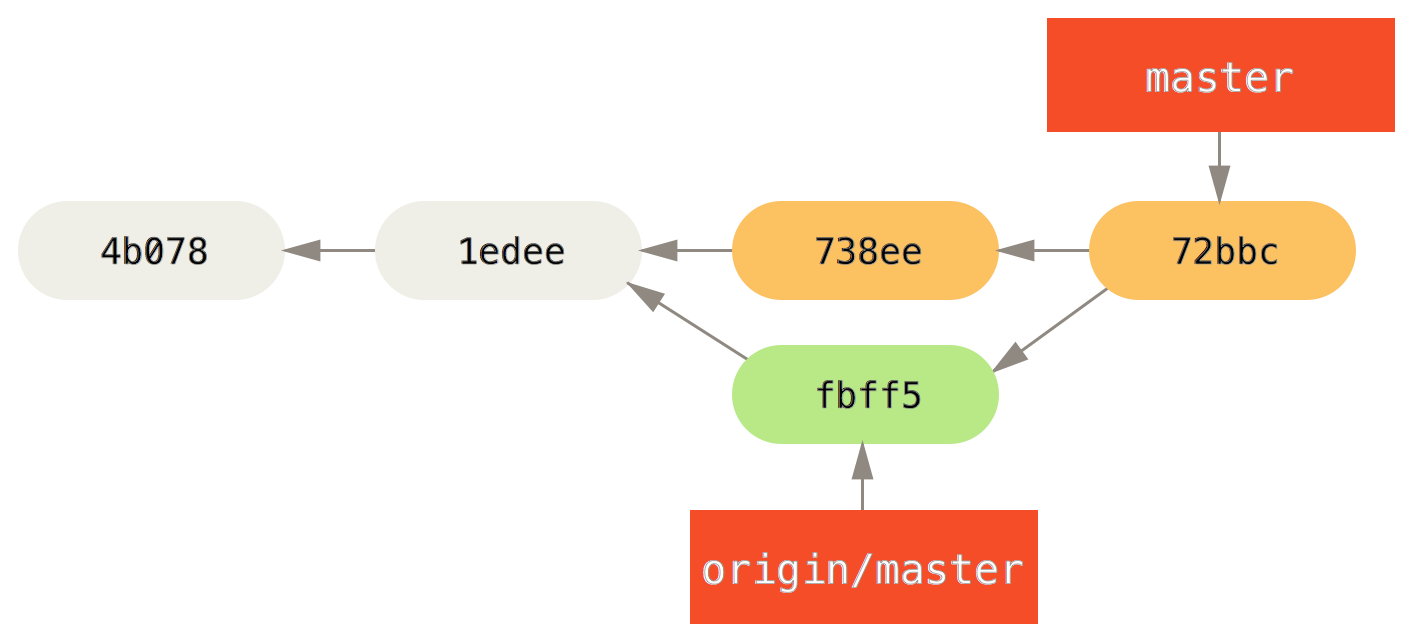 master
4b078
1edee
738ee
72bbc
fbff5
origin/master